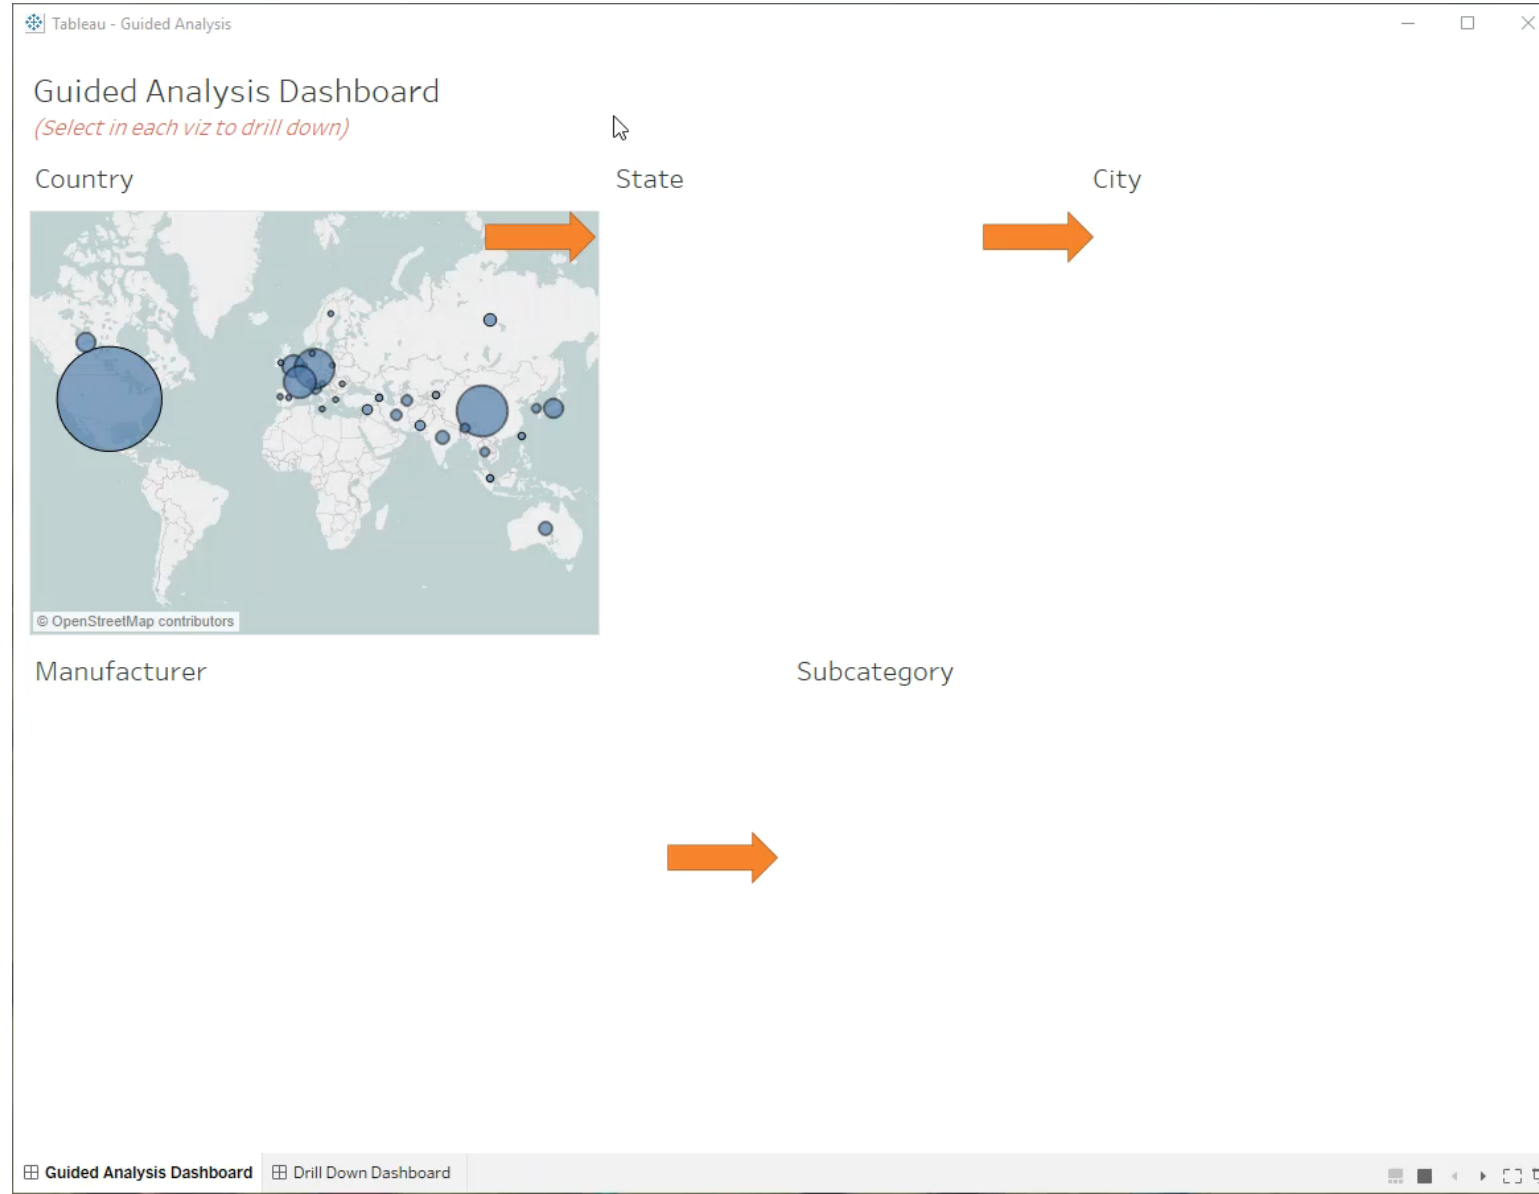 Tableau - Guided Analysis
Guided Analysis Dashboard
(Select in each viz to drill down)
Country
State
City
© OpenStreetMap contributors
Manufacturer
Subcategory
Guided Analysis Dashboard
Drill Down Dashboard